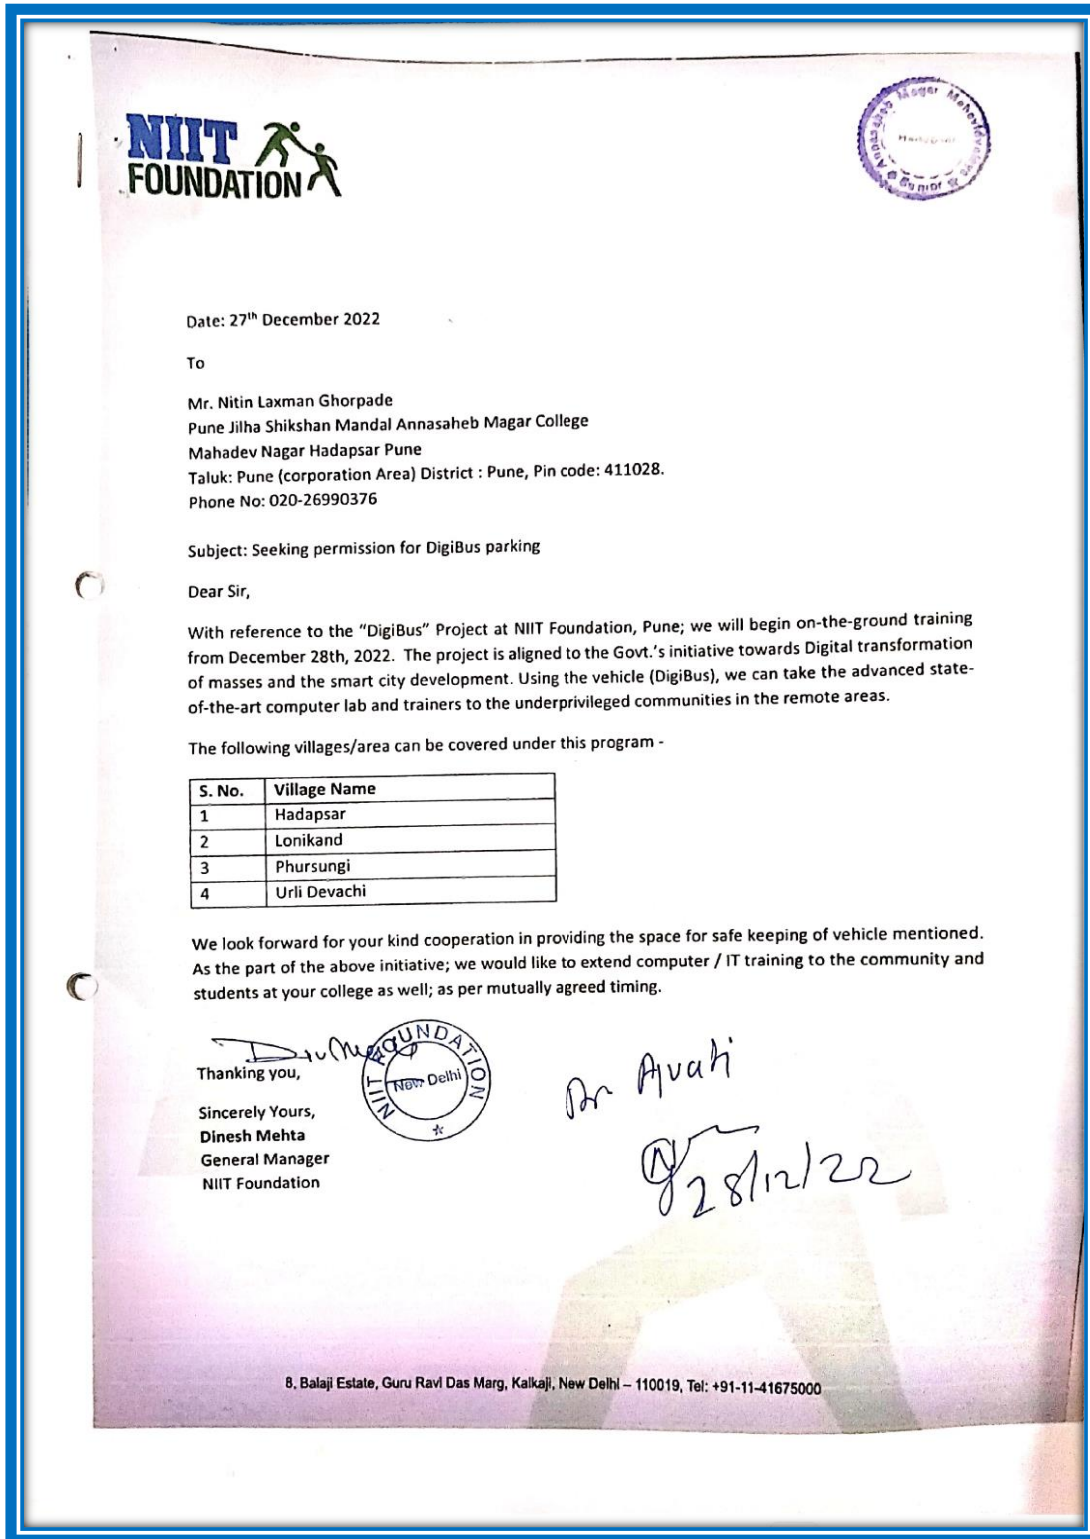 NIIT
FOUNDATION
Annasaheb Magar Mahavidyalaya
Hadapsar
Date: 27th December 2022
To
Mr. Nitin Laxman Ghorpade
Pune Jilha Shikshan Mandal Annasaheb Magar College
Mahadev Nagar Hadapsar Pune
Taluk: Pune (corporation Area) District : Pune, Pin code: 411028.
Phone No: 020-26990376
Subject: Seeking permission for DigiBus parking
Dear Sir,
With reference to the “DigiBus” Project at NIIT Foundation, Pune; we will begin on-the-ground training
from December 28th, 2022. The project is aligned to the Govt.’s initiative towards Digital transformation
of masses and the smart city development. Using the vehicle (DigiBus), we can take the advanced state-
of-the-art computer lab and trainers to the underprivileged communities in the remote areas.
The following villages/area can be covered under this program -
S. No. Village Name
1 Hadapsar
2 Lonikand
3 Phursungi
4 Urli Devachi
We look forward for your kind cooperation in providing the space for safe keeping of vehicle mentioned.
As the part of the above initiative; we would like to extend computer / IT training to the community and
students at your college as well; as per mutually agreed timing.
NIIT FOUNDATION
New Delhi
Thanking you,
Sincerely Yours,
Dinesh Mehta
General Manager
NIIT Foundation
28/12/22
8, Balaji Estate, Guru Ravi Das Marg, Kalkaji, New Delhi – 110019, Tel: +91-11-41675000